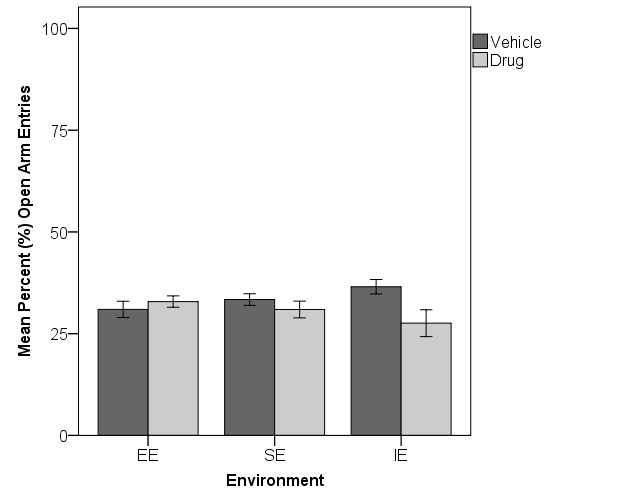 100
75
50
25
0
Mean Percent (%) Open Arm Entries
EE
SE
IE
Environment
Vehicle
Drug